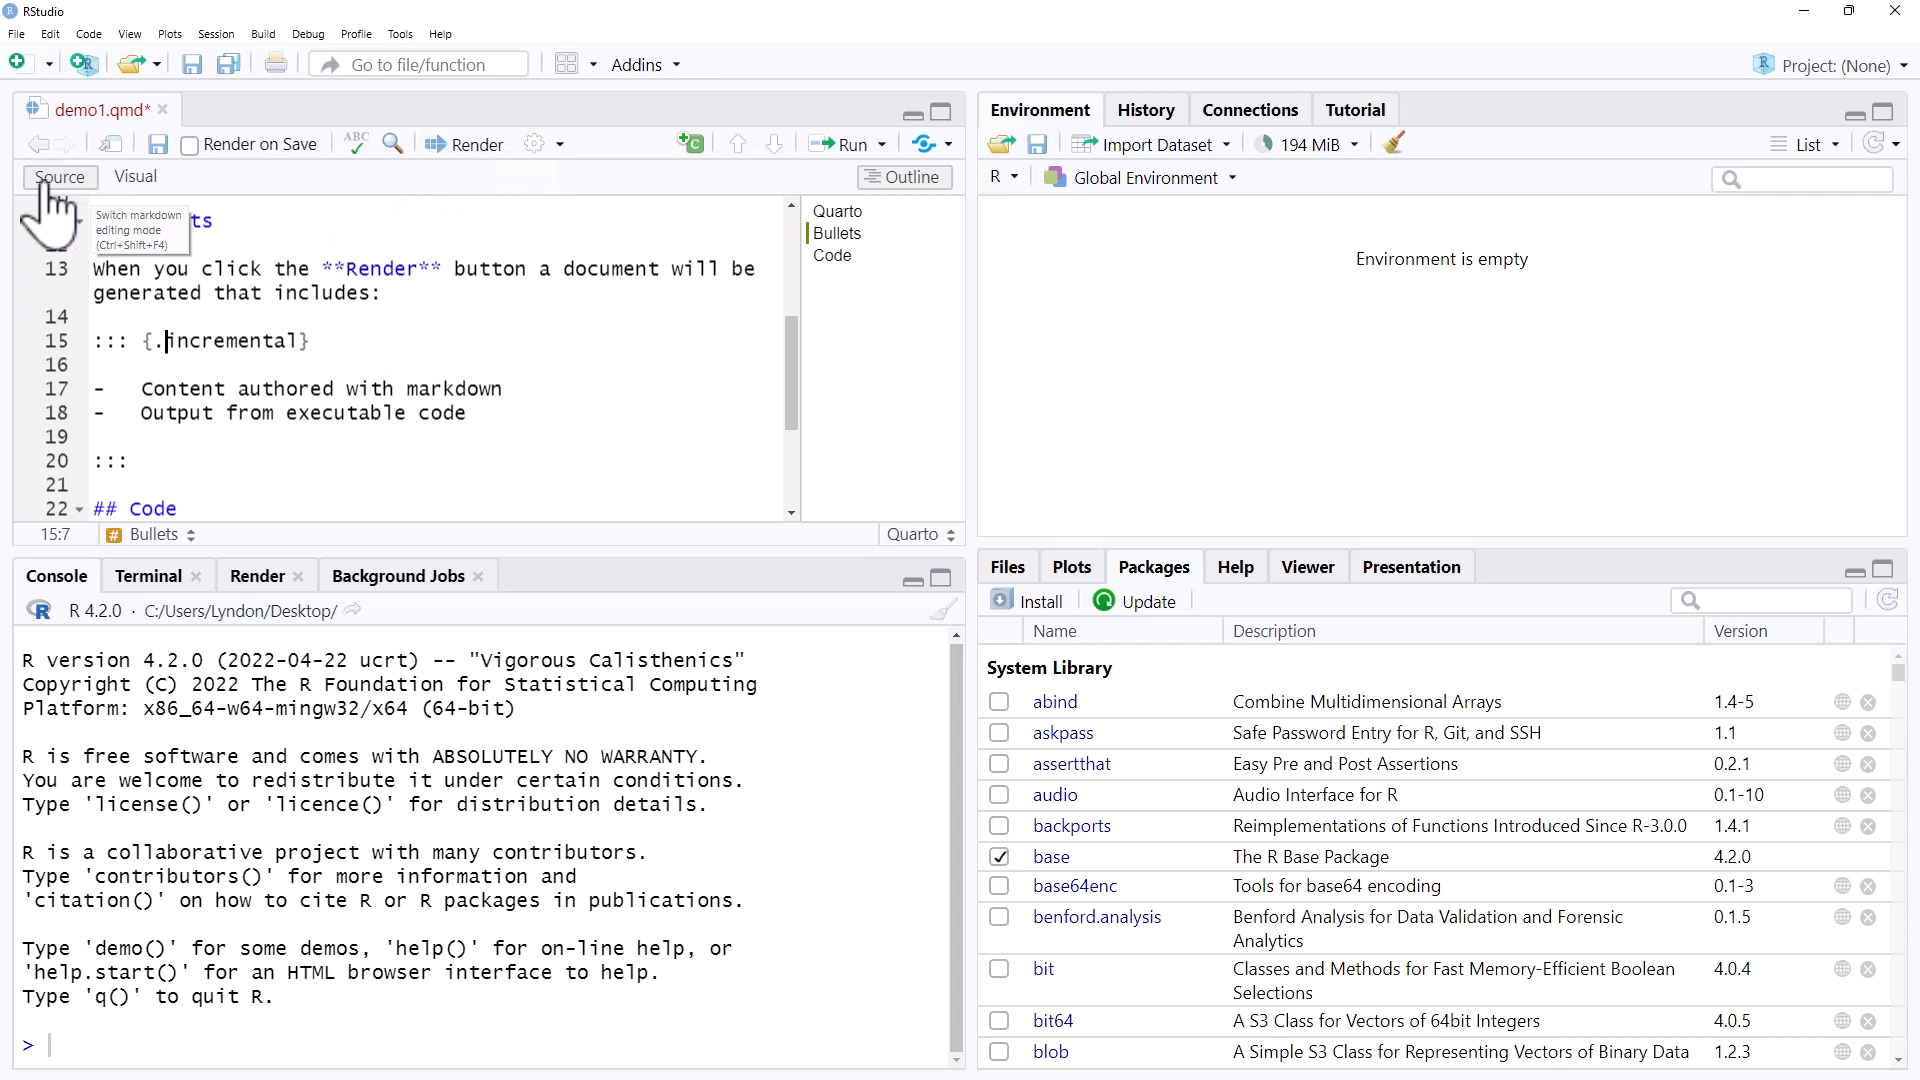 RStudio
File Edit Code View Plots Session Build Debug Profile Tools Help
Go to file/function Addins Project: (None)
demo1.qmd*
Render on Save ABC Render Run
Source Visual Outline
Switch markdown
editing mode
(Ctrl+Shift+F4)
ts
13 When you click the **Render** button a document will be
generated that includes:
14
15 ::: {.incremental}
16
17 - Content authored with markdown
18 - Output from executable code
19
20 :::
21
22 ## Code
Quarto
Bullets
Code
15:7 # Bullets Quarto
Console Terminal Render Background Jobs
R 4.2.0 · C:/Users/Lyndon/Desktop/
R version 4.2.0 (2022-04-22 ucrt) -- "Vigorous Calisthenics"
Copyright (C) 2022 The R Foundation for Statistical Computing
Platform: x86_64-w64-mingw32/x64 (64-bit)
R is free software and comes with ABSOLUTELY NO WARRANTY.
You are welcome to redistribute it under certain conditions.
Type 'license()' or 'licence()' for distribution details.
R is a collaborative project with many contributors.
Type 'contributors()' for more information and
'citation()' on how to cite R or R packages in publications.
Type 'demo()' for some demos, 'help()' for on-line help, or
'help.start()' for an HTML browser interface to help.
Type 'q()' to quit R.
>
Environment History Connections Tutorial
Import Dataset 194 MiB List
R Global Environment
Environment is empty
Files Plots Packages Help Viewer Presentation
Install Update
Name Description Version
System Library
abind Combine Multidimensional Arrays 1.4-5
askpass Safe Password Entry for R, Git, and SSH 1.1
assertthat Easy Pre and Post Assertions 0.2.1
audio Audio Interface for R 0.1-10
backports Reimplementations of Functions Introduced Since R-3.0.0 1.4.1
base The R Base Package 4.2.0
base64enc Tools for base64 encoding 0.1-3
benford.analysis Benford Analysis for Data Validation and Forensic 0.1.5
Analytics
bit Classes and Methods for Fast Memory-Efficient Boolean 4.0.4
Selections
bit64 A S3 Class for Vectors of 64bit Integers 4.0.5
blob A Simple S3 Class for Representing Vectors of Binary Data 1.2.3